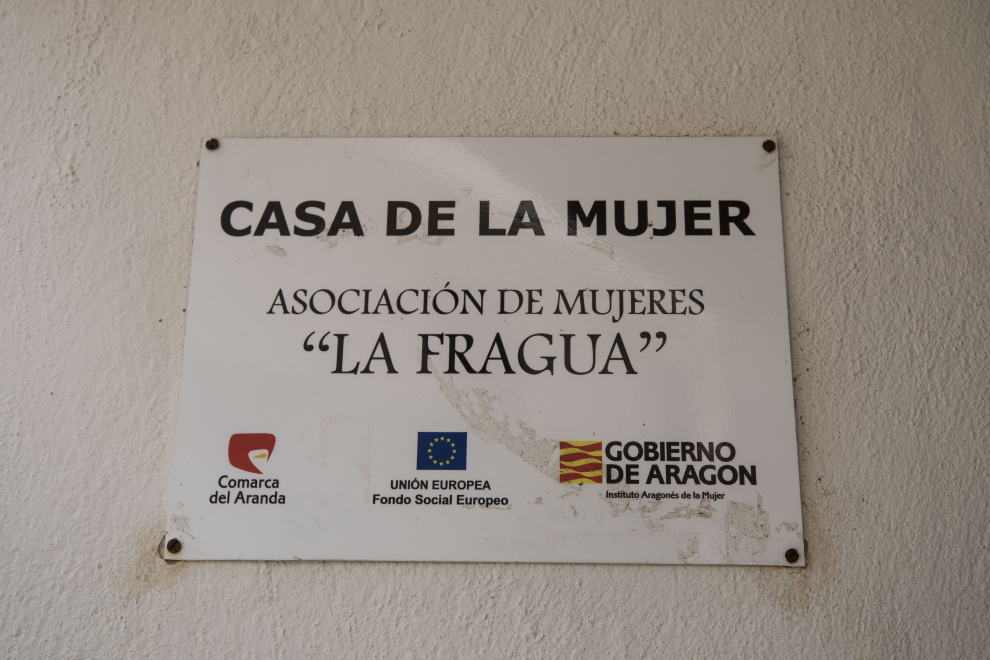 CASA DE LA MUJER
ASOCIACIÓN DE MUJERES
“LA FRAGUA”
Comarca
del Aranda
UNIÓN EUROPEA
Fondo Social Europeo
GOBIERNO
DE ARAGON
Instituto Aragonés de la Mujer